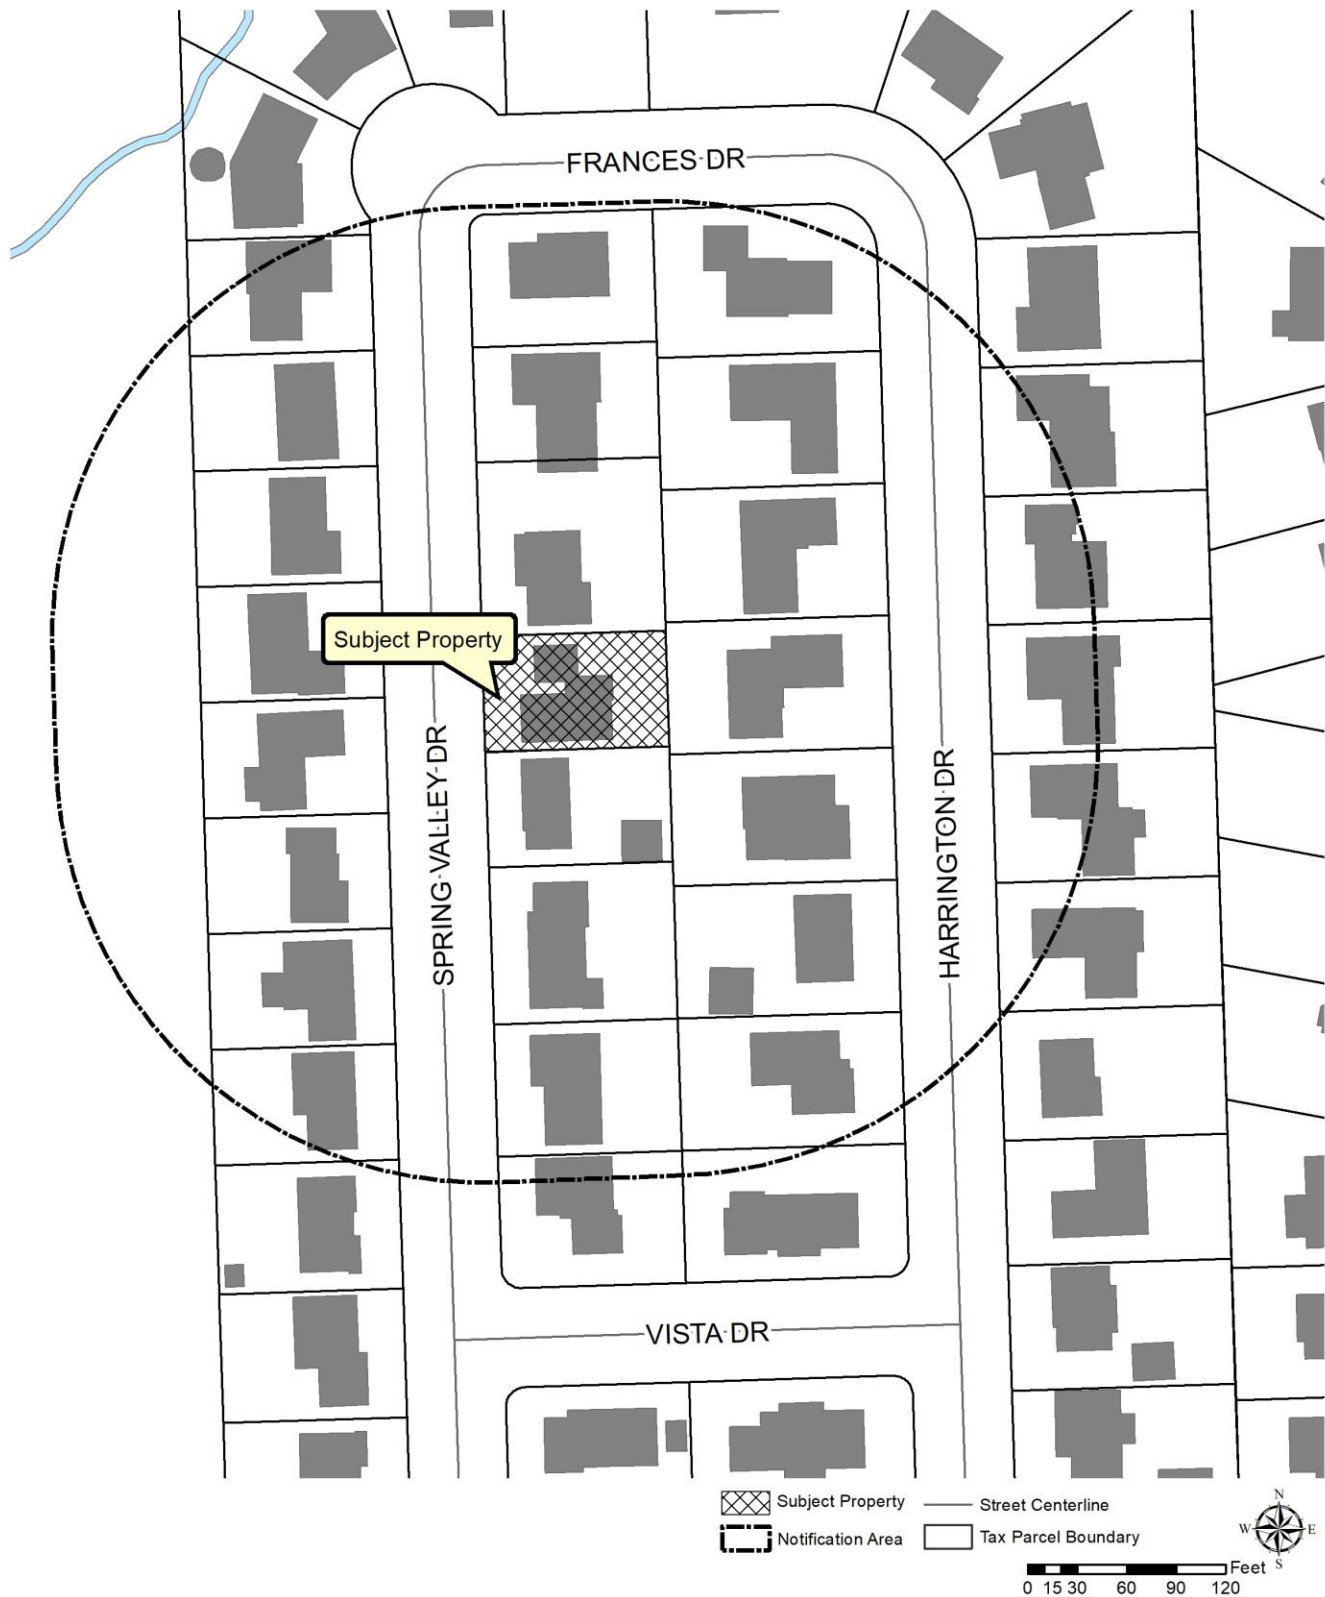 FRANCES DR
Subject Property
SPRING VALLEY DR
HARRINGTON DR
VISTA DR
Subject Property
Street Centerline
Notification Area
Tax Parcel Boundary
N
W E
S
Feet
0 15 30 60 90 120